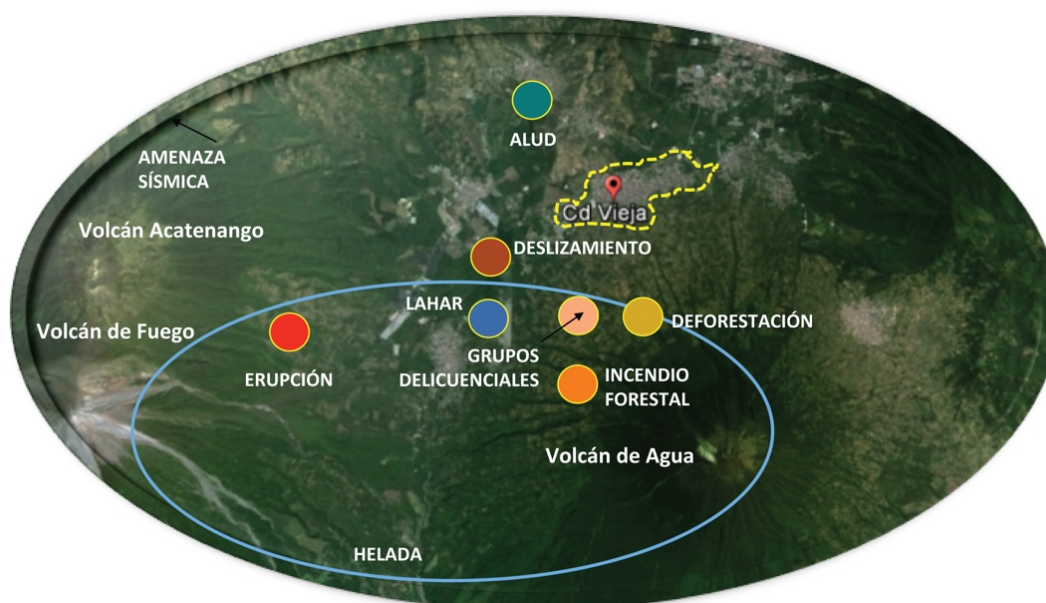 ALUD
AMENAZA
SÍSMICA
Cd Vieja
Volcán Acatenango
DESLIZAMIENTO
LAHAR
Volcán de Fuego
DEFORESTACIÓN
GRUPOS
DELICUENCIALES
ERUPCIÓN
INCENDIO
FORESTAL
Volcán de Agua
HELADA